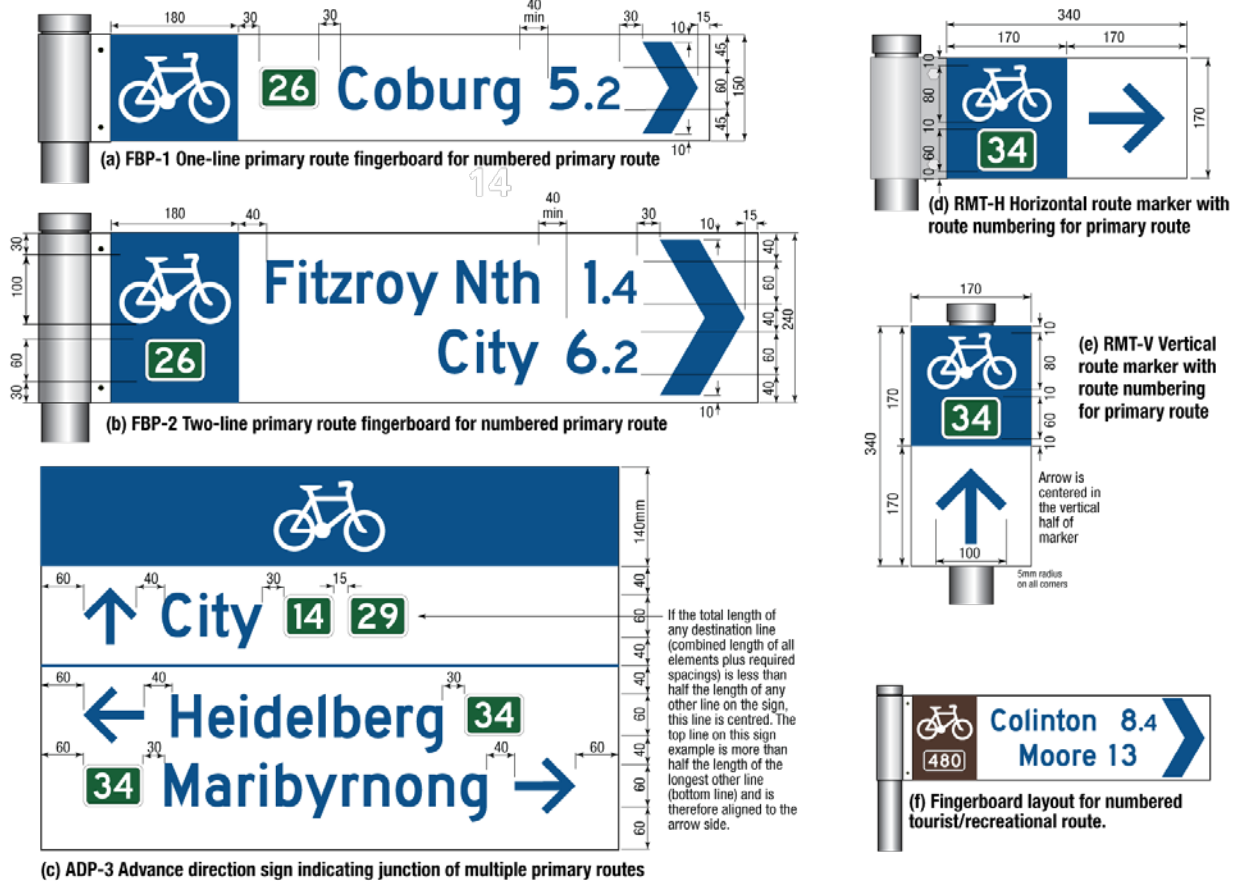 180
30
30
40
min
30
10
15
26 Coburg 5.2
45
60
45
150
10
(a) FBP-1 One-line primary route fingerboard for numbered primary route
14
180
40
40
min
30
10
15
30
100
60
30
Fitzroy Nth 1.4
City 6.2
26
40
60
40
60
40
240
10
(b) FBP-2 Two-line primary route fingerboard for numbered primary route
140mm
60
40
30
15
City 14 29
40
60
40
60
40
30
Heidelberg 34
40
60
40
60
30
40
60
34 Maribyrnong
60
60
If the total length of
any destination line
(combined length of all
elements plus required
spacings) is less than
half the length of any
other line on the sign,
this line is centred. The
top line on this sign
example is more than
half the length of the
longest other line
(bottom line) and is
therefore aligned to the
arrow side.
(c) ADP-3 Advance direction sign indicating junction of multiple primary routes
340
170
170
10
80
10
60
10
34
170
(d) RMT-H Horizontal route marker with
route numbering for primary route
170
10
80
10
60
10
34
170
340
170
100
(e) RMT-V Vertical
route marker with
route numbering
for primary route
Arrow is
centered in
the vertical
half of
marker
5mm radius
on all corners
480
Colinton 8.4
Moore 13
(f) Fingerboard layout for numbered
tourist/recreational route.